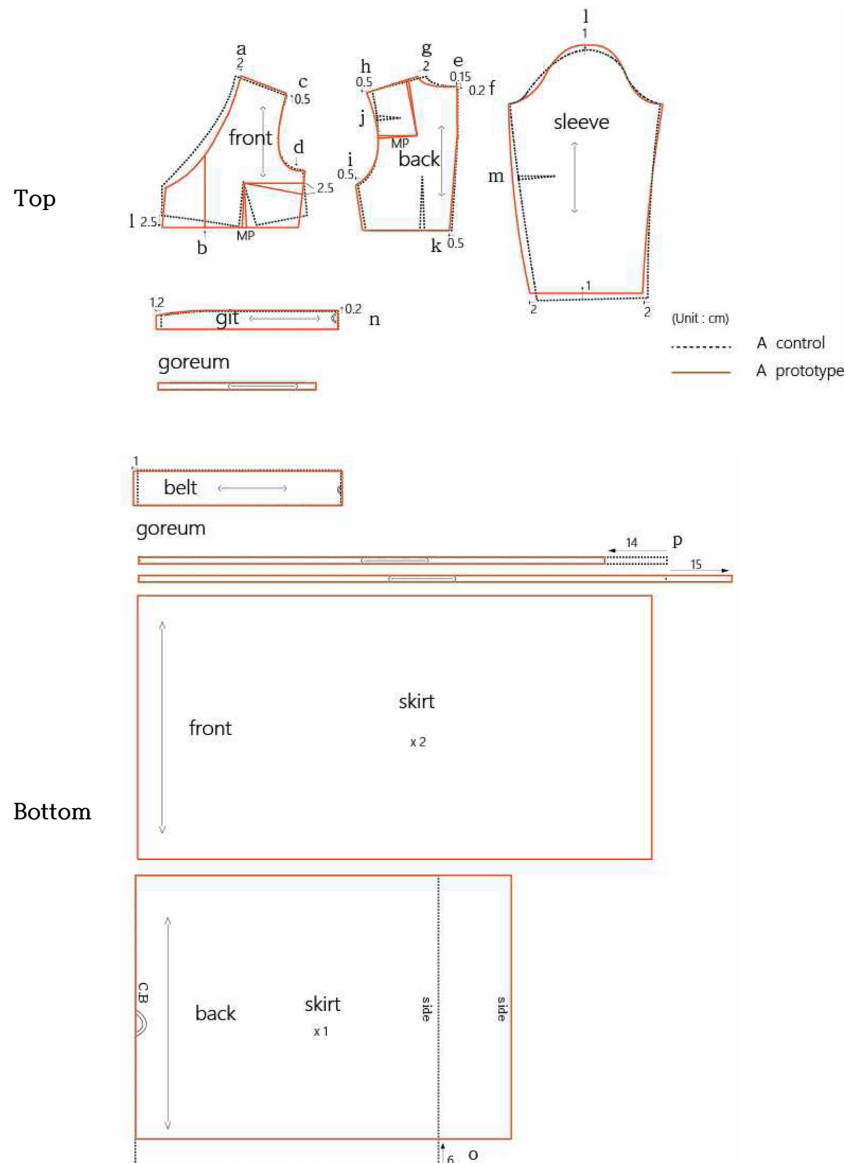 Top
l
1
a
2
c
0.5
front
d
2.5
l 2.5
b
MP
h
0.5
g
2
e
0.15
0.2 f
j
MP
back
i
0.5
k
0.5
sleeve
m
1
2
2
1.2
git
0.2
n
goreum
(Unit : cm)
A control
A prototype
1
belt
goreum
14
p
15
skirt
front
x 2
Bottom
C.B
back
skirt
x 1
side
side
6
o